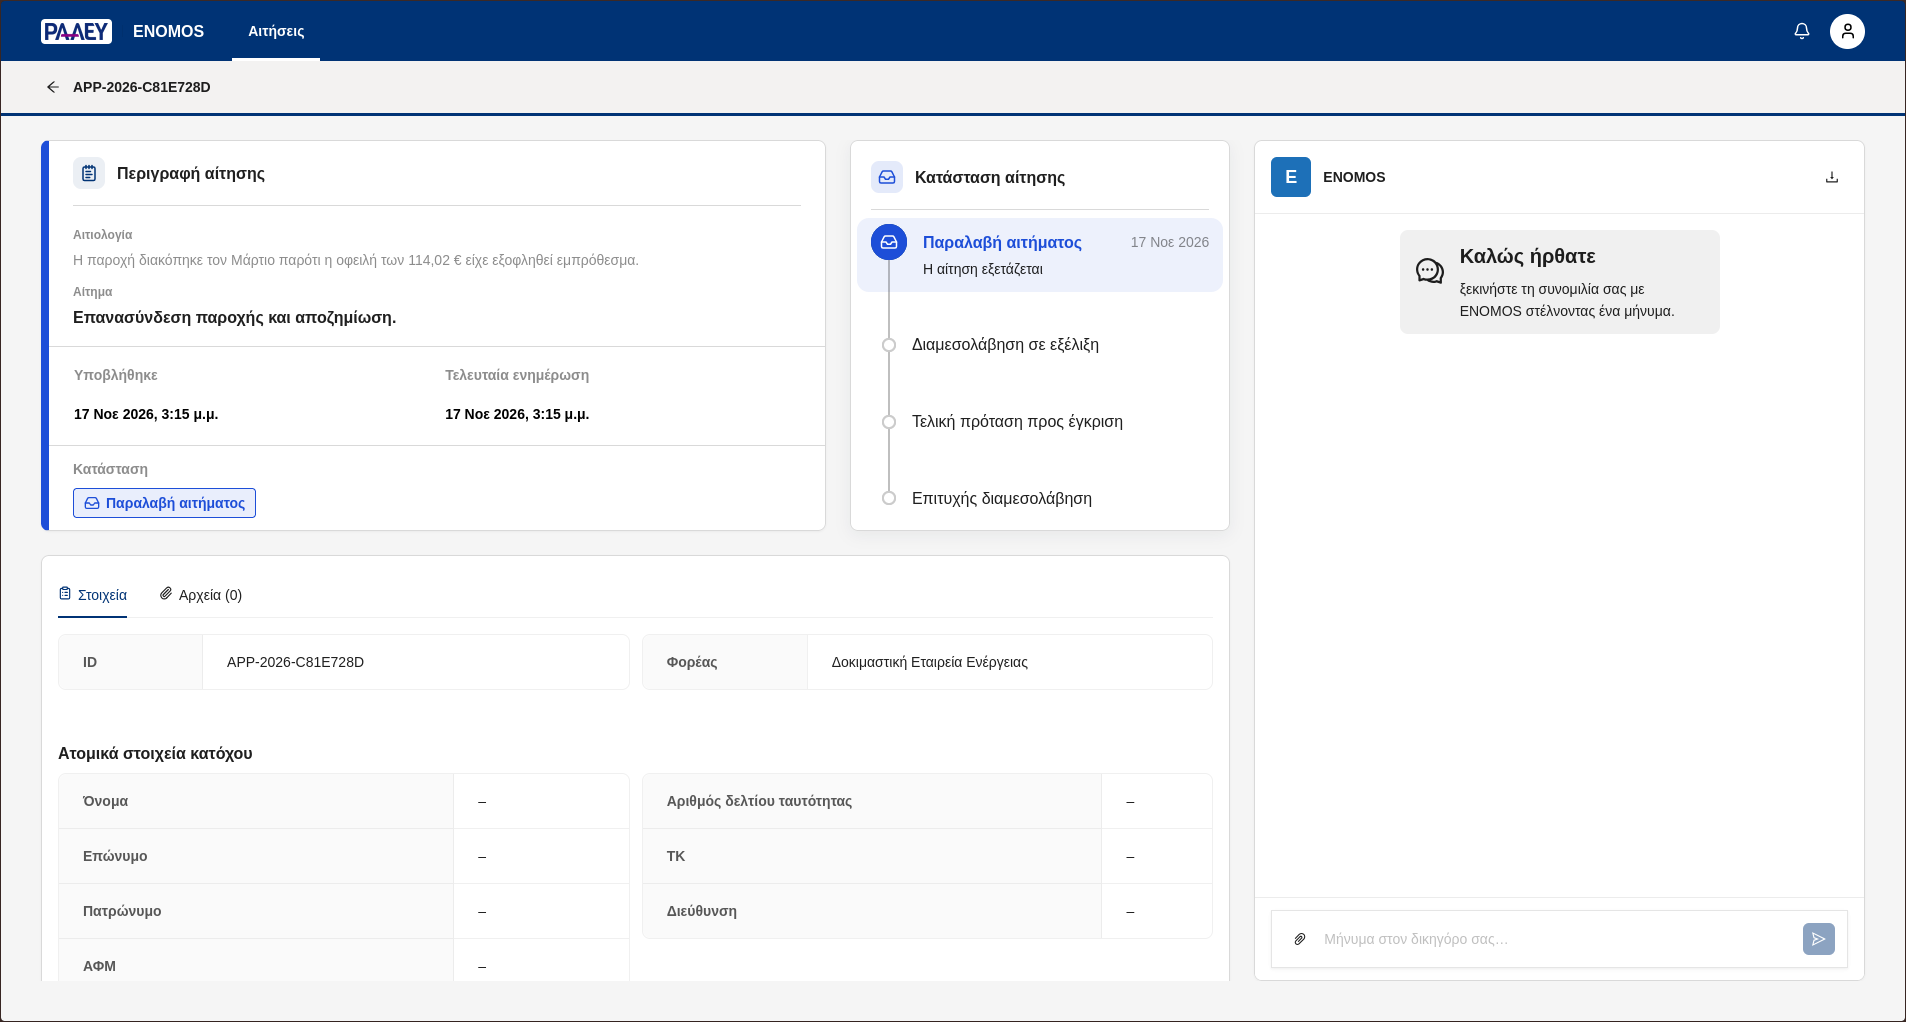 ΡΑΑΕΥ
ENOMOS
Αιτήσεις
APP-2026-C81E728D
Περιγραφή αίτησης
Αιτιολογία
Η παροχή διακόπηκε τον Μάρτιο παρότι η οφειλή των 114,02 € είχε εξοφληθεί εμπρόθεσμα.
Αίτημα
Επανασύνδεση παροχής και αποζημίωση.
Υποβλήθηκε
Τελευταία ενημέρωση
17 Νοε 2026, 3:15 μ.μ.
17 Νοε 2026, 3:15 μ.μ.
Κατάσταση
Παραλαβή αιτήματος
Κατάσταση αίτησης
Παραλαβή αιτήματος
17 Νοε 2026
Η αίτηση εξετάζεται
Διαμεσολάβηση σε εξέλιξη
Τελική πρόταση προς έγκριση
Επιτυχής διαμεσολάβηση
Στοιχεία
Αρχεία (0)
ID
APP-2026-C81E728D
Φορέας
Δοκιμαστική Εταιρεία Ενέργειας
Ατομικά στοιχεία κατόχου
Όνομα
–
Επώνυμο
–
Πατρώνυμο
–
ΑΦΜ
–
Αριθμός δελτίου ταυτότητας
–
ΤΚ
–
Διεύθυνση
–
E
ENOMOS
Καλώς ήρθατε
ξεκινήστε τη συνομιλία σας με
ENOMOS στέλνοντας ένα μήνυμα.
Μήνυμα στον δικηγόρο σας…